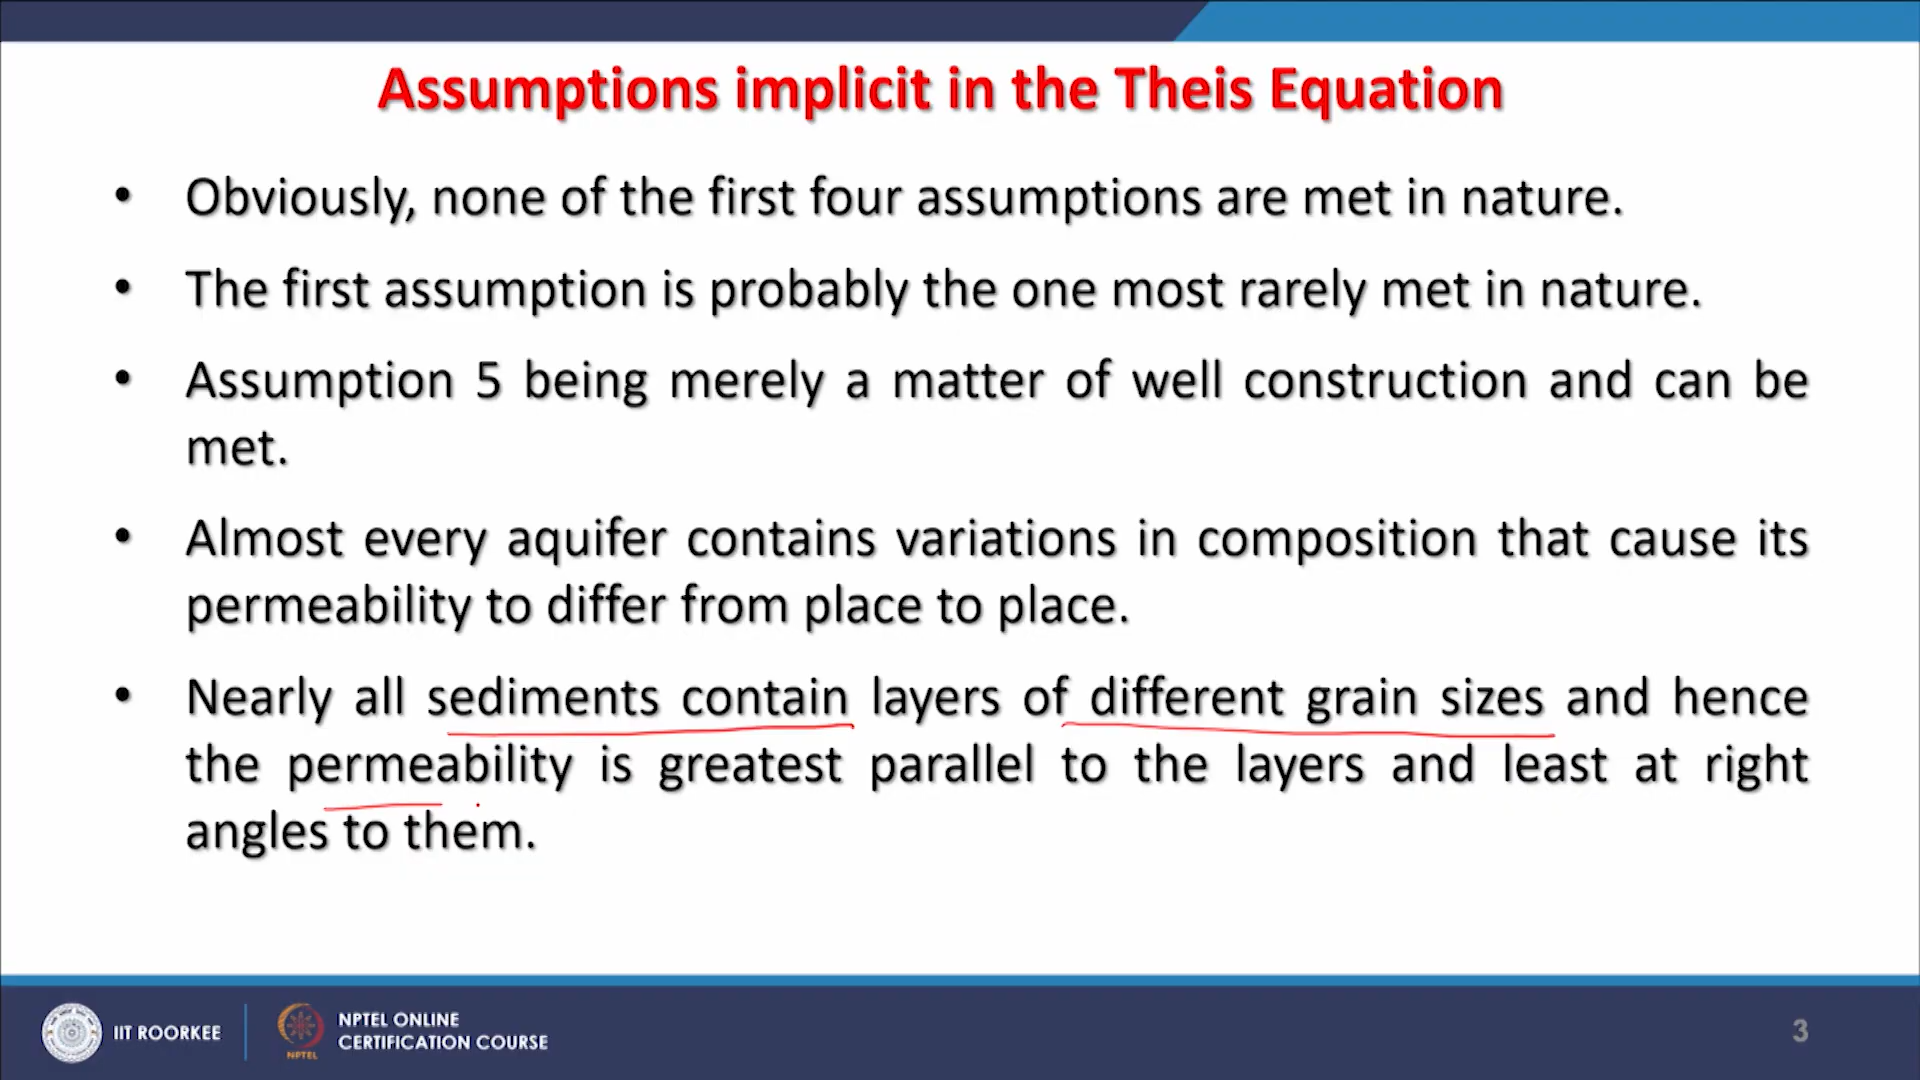 Assumptions implicit in the Theis Equation
• Obviously, none of the first four assumptions are met in nature.
• The first assumption is probably the one most rarely met in nature.
• Assumption 5 being merely a matter of well construction and can be
met.
• Almost every aquifer contains variations in composition that cause its
permeability to differ from place to place.
• Nearly all sediments contain layers of different grain sizes and hence
the permeability is greatest parallel to the layers and least at right
angles to them.
IIT ROORKEE
NPTEL
NPTEL ONLINE
CERTIFICATION COURSE
3